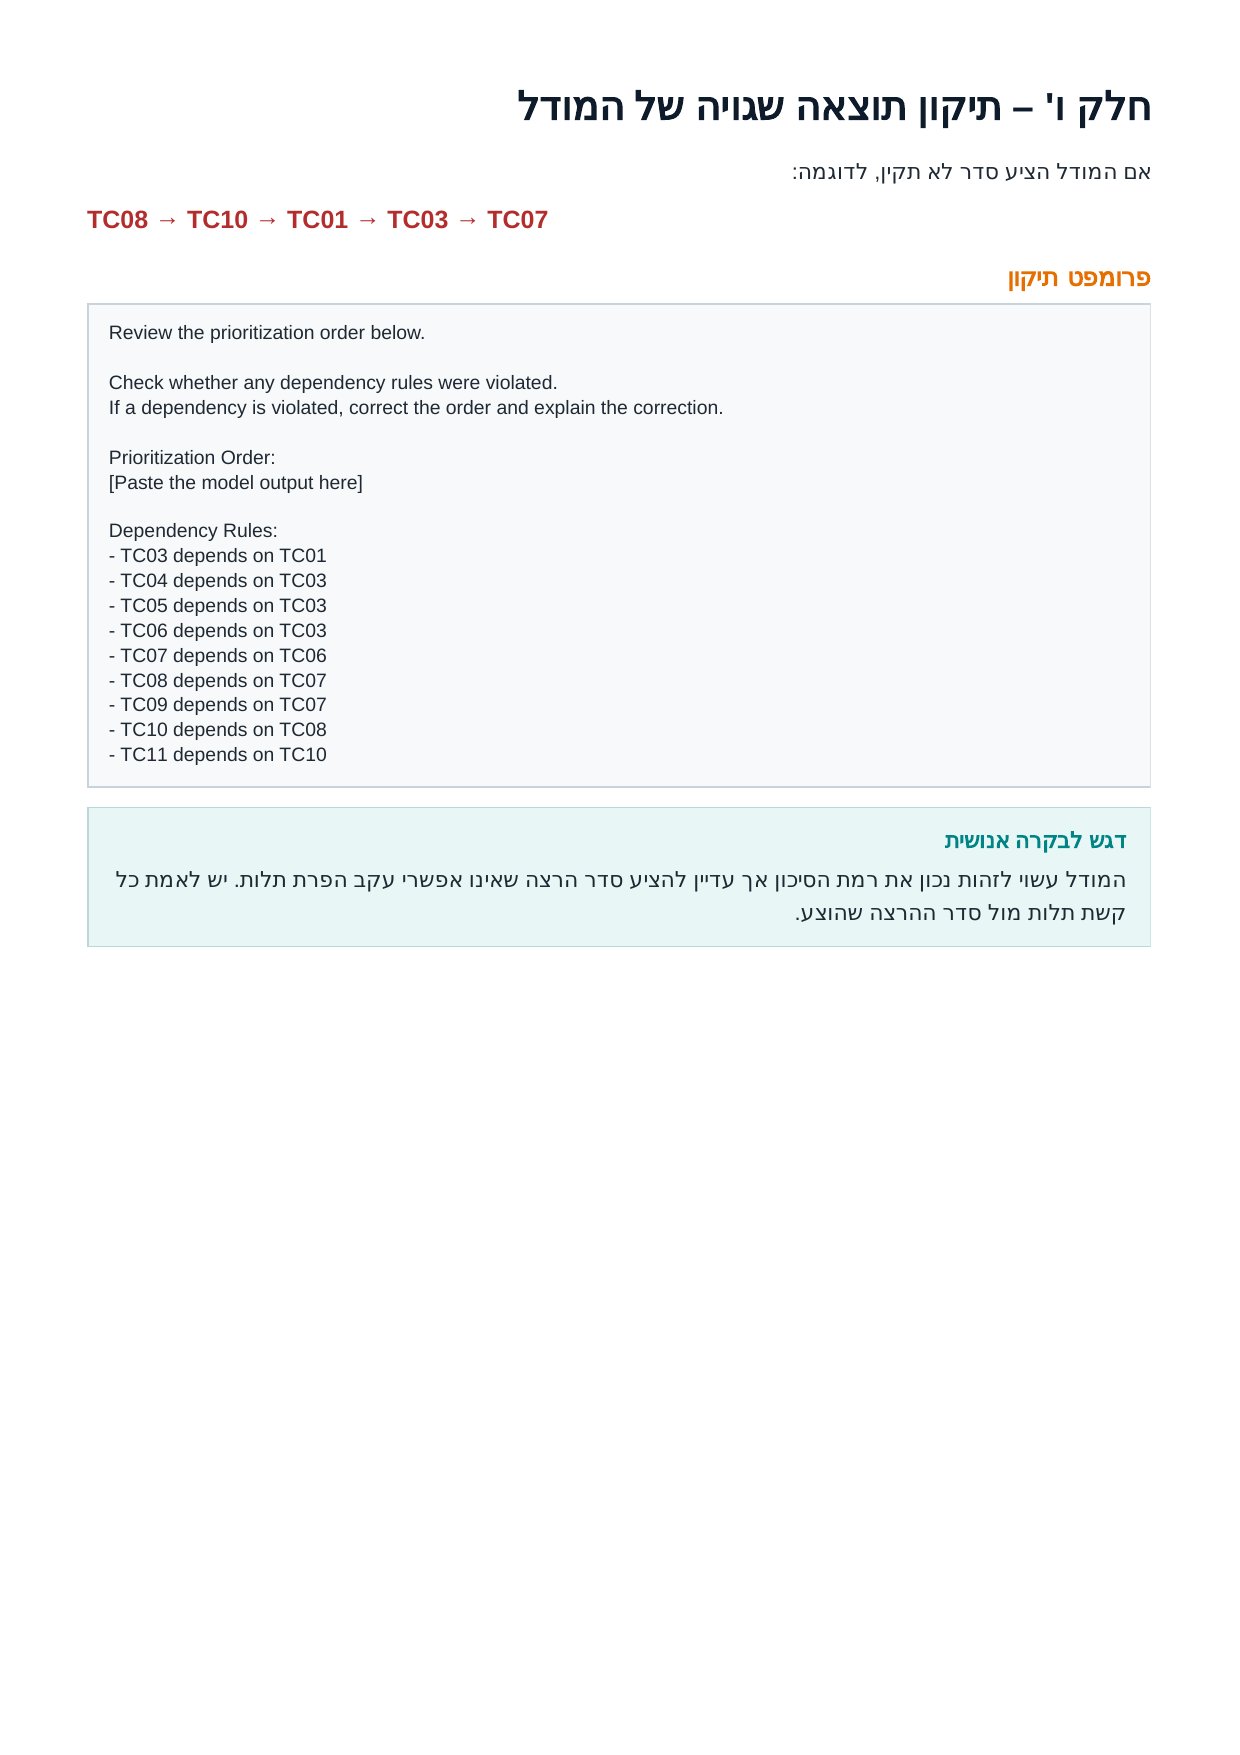 חלק ו' – תיקון תוצאה שגויה של המודל
אם המודל הציע סדר לא תקין, לדוגמה:
TC08 → TC10 → TC01 → TC03 → TC07
פרומפט תיקון
Review the prioritization order below.
Check whether any dependency rules were violated.
If a dependency is violated, correct the order and explain the correction.
Prioritization Order:
[Paste the model output here]
Dependency Rules:
- TC03 depends on TC01
- TC04 depends on TC03
- TC05 depends on TC03
- TC06 depends on TC03
- TC07 depends on TC06
- TC08 depends on TC07
- TC09 depends on TC07
- TC10 depends on TC08
- TC11 depends on TC10
דגש לבקרה אנושית
המודל עשוי לזהות נכון את רמת הסיכון אך עדיין להציע סדר הרצה שאינו אפשרי עקב הפרת תלות. יש לאמת כל
קשת תלות מול סדר ההרצה שהוצע.